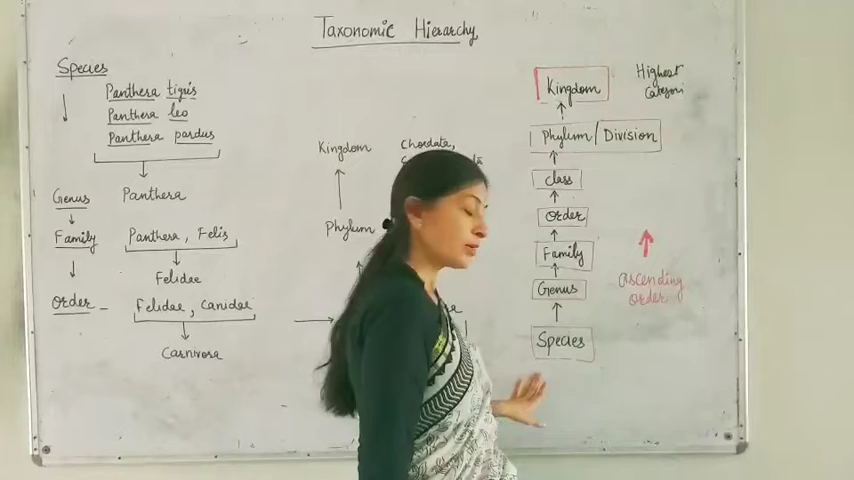 Taxonomic Hierarchy
Species
Panthera tigris
Panthera leo
Panthera pardus
Genus Panthera
Family Panthera, Felis
Felidae
Order - Felidae, canidae
Carnivora
Kingdom Chordata,
Phylum
Kingdom
Highest
Categori
Phylum/Division
class
Order
Family
Genus
Species
Ascending
order